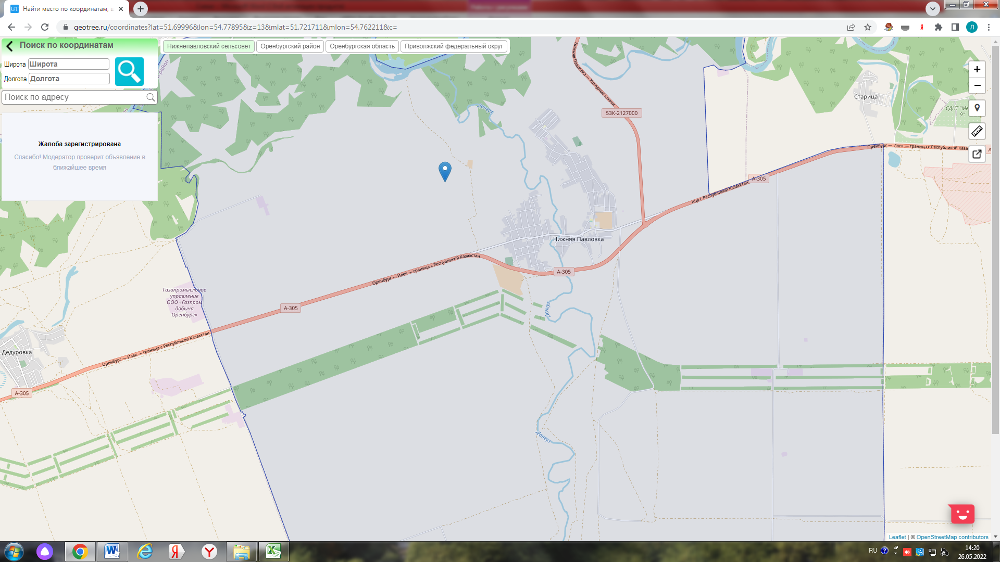 Найти место по координатам, ш
geotree.ru/coordinates?lat=51.69996&lon=54.77895&z=13&mlat=51.721711&mlon=54.762211&c=
Л
Поиск по координатам
Широта Широта
Долгота Долгота
Поиск по адресу
Жалоба зарегистрирована
Спасибо! Модератор проверит объявление в
ближайшее время
Нижнепавловский сельсовет
Оренбургский район
Оренбургская область
Приволжский федеральный округ
+
−
Нижняя Павловка — Холодные Ключи
53К-2127000
Старица
СДНТ "Ме
9"
Донгуз
Оренбург — Илек — граница с Республикой Каза
А-305
ица с Республикой Казахстан
Нижняя Павловка
Оренбург — Илек — граница с Республикой Казахстан
А-305
А-305
Газопромысловое
управление
ООО «Газпром
добыча
Оренбург»
Донгуз
Оренбург — Илек — граница с Республикой Казахстан
Дедуровка
А-305
Донгуз
Leaflet | © OpenStreetMap contributors
RU
14:20
26.05.2022